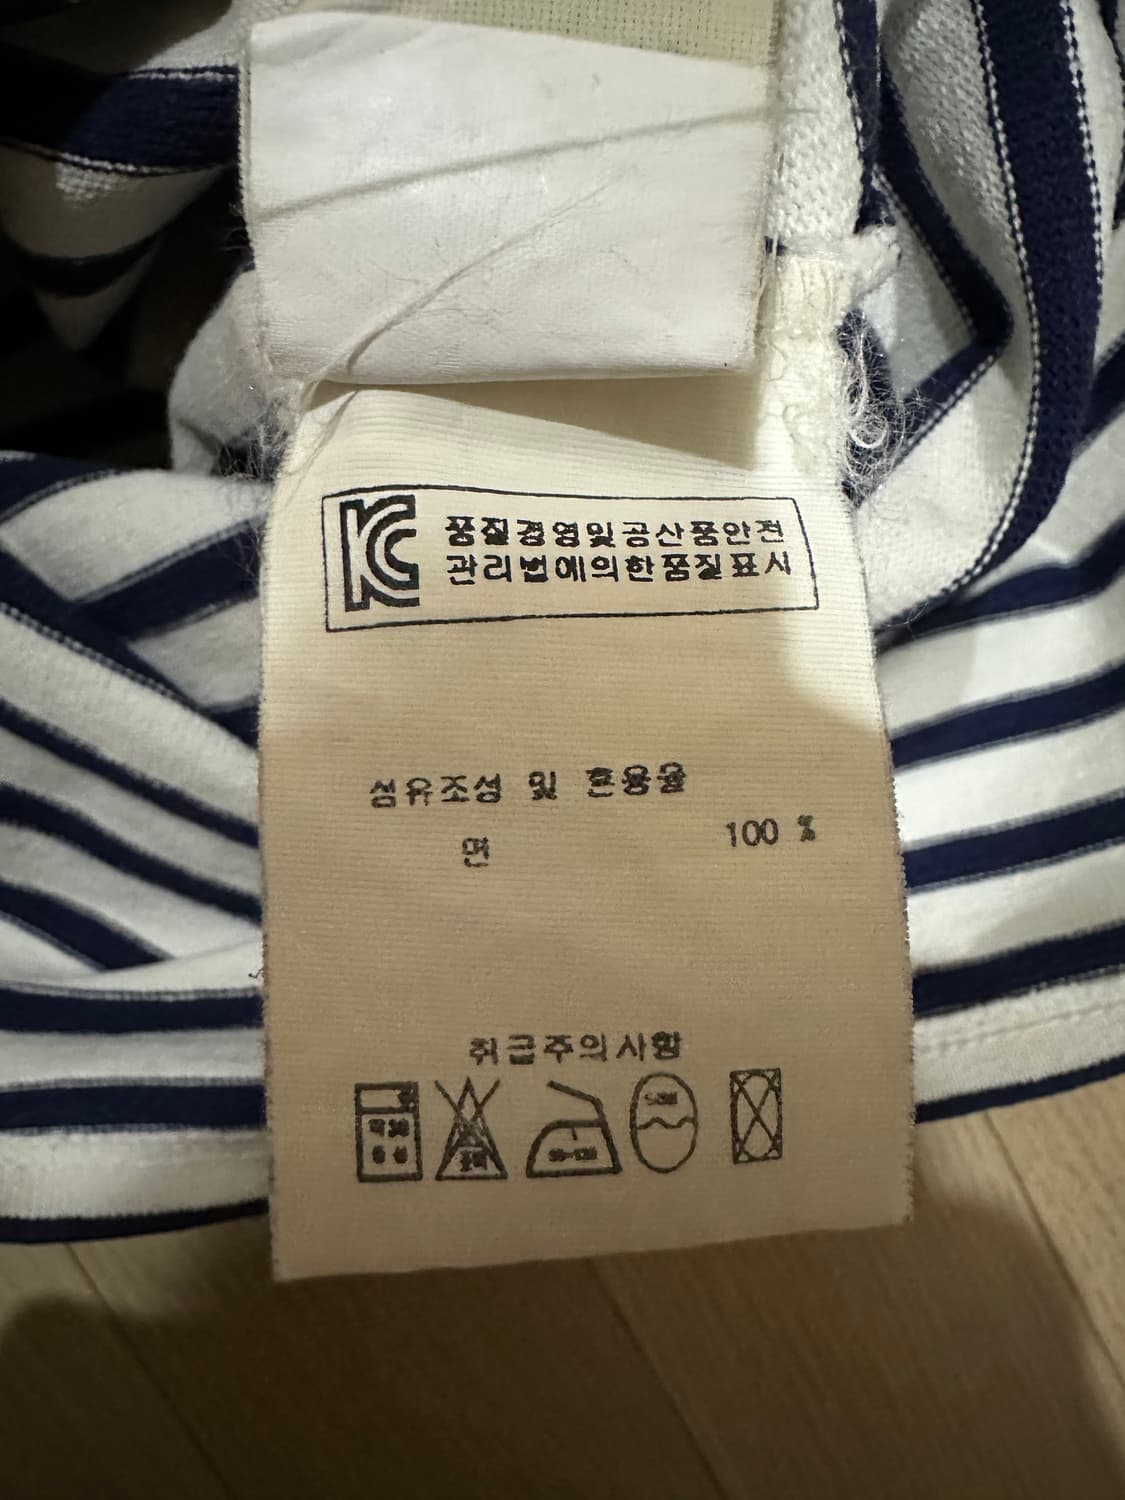 KC
품질경영및공산품안전
관리법에의한품질표시
섬유조성 및 혼용율
면 100 %
취급주의사항